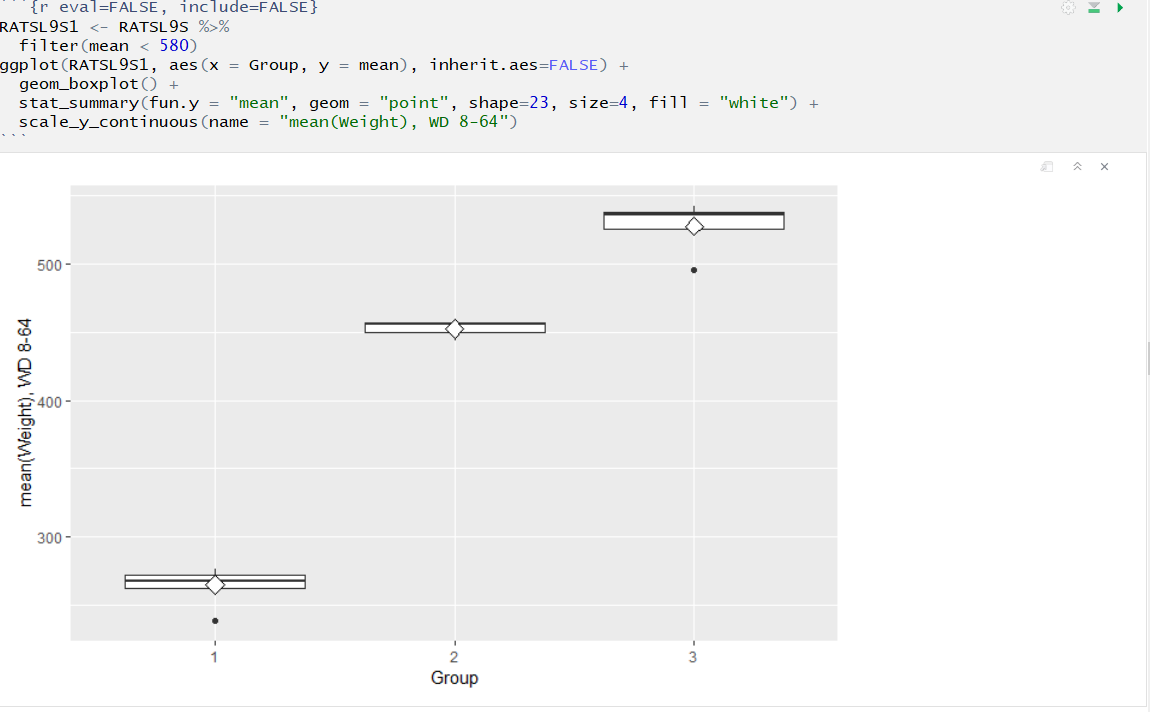 ```{r eval=FALSE, include=FALSE}
RATSL9S1 <- RATSL9S %>%
  filter(mean < 580)
ggplot(RATSL9S1, aes(x = Group, y = mean), inherit.aes=FALSE) +
  geom_boxplot() +
  stat_summary(fun.y = "mean", geom = "point", shape=23, size=4, fill = "white") +
  scale_y_continuous(name = "mean(Weight), WD 8-64")
```
500
400
300
mean(Weight), WD 8-64
1 2 3
Group